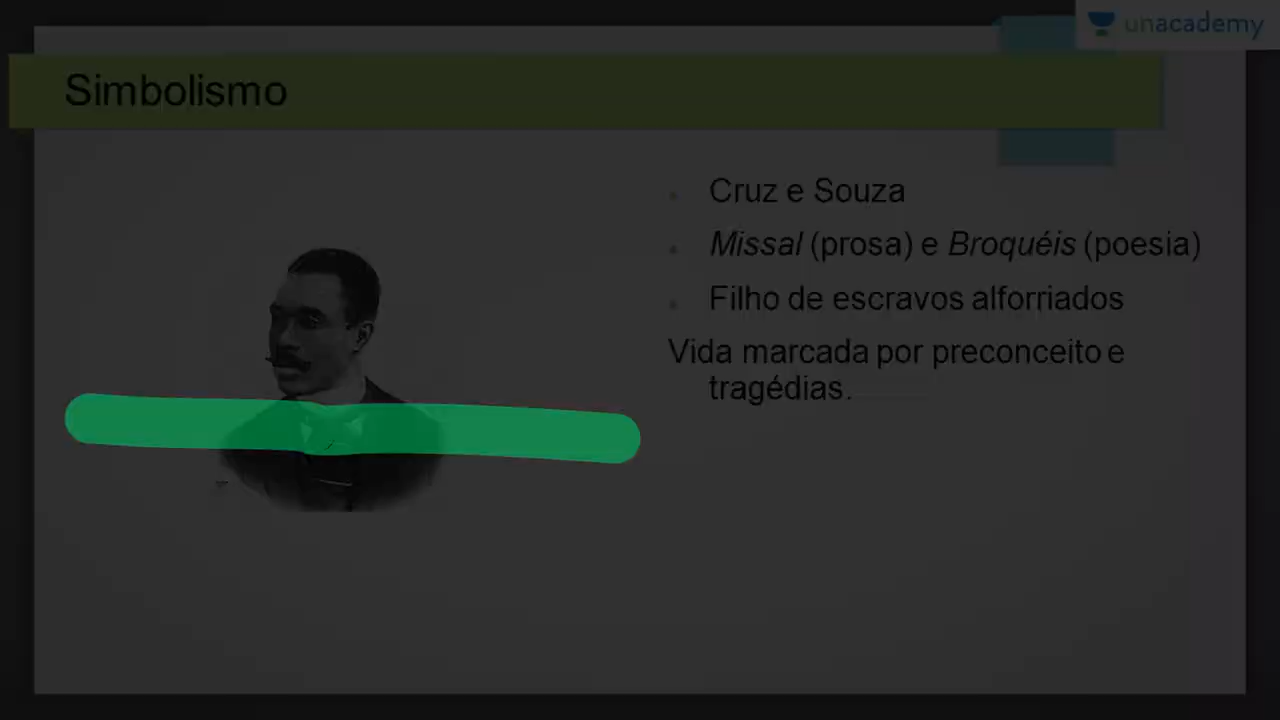 unacademy
Simbolismo
Cruz e Souza
Missal (prosa) e Broquéis (poesia)
Filho de escravos alforriados
Vida marcada por preconceito e
tragédias.